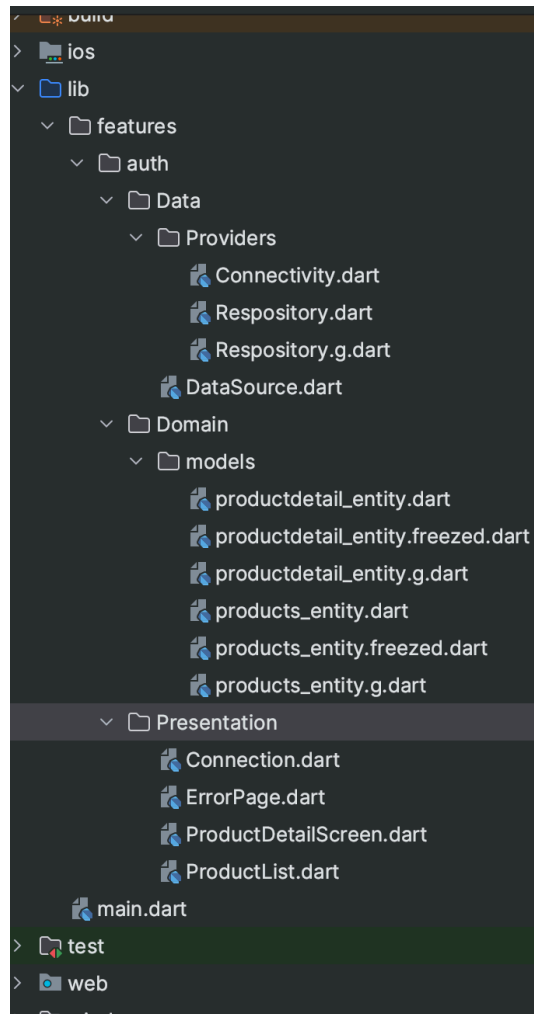 build
ios
lib
features
auth
Data
Providers
Connectivity.dart
Respository.dart
Respository.g.dart
DataSource.dart
Domain
models
productdetail_entity.dart
productdetail_entity.freezed.dart
productdetail_entity.g.dart
products_entity.dart
products_entity.freezed.dart
products_entity.g.dart
Presentation
Connection.dart
ErrorPage.dart
ProductDetailScreen.dart
ProductList.dart
main.dart
test
web